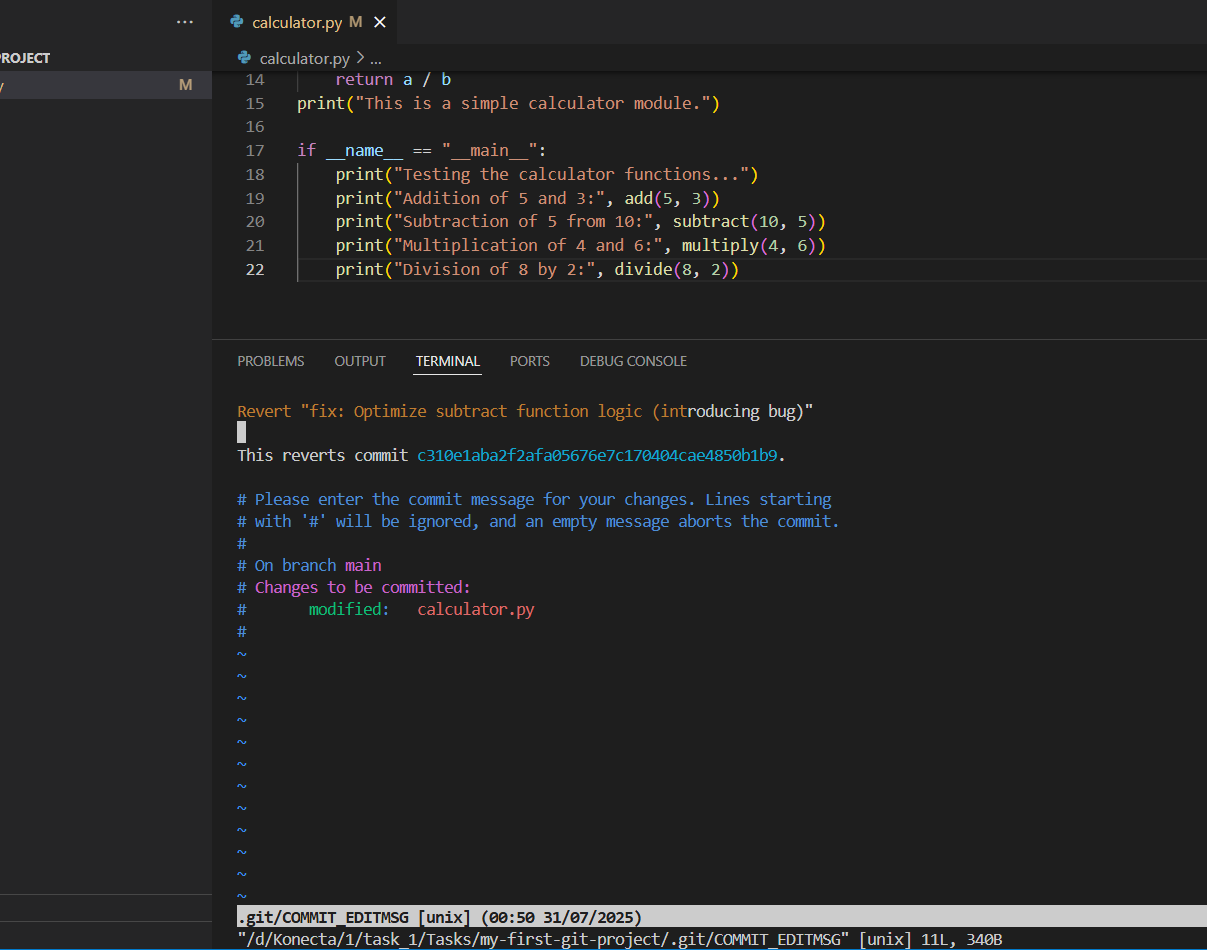 ...
calculator.py M ✕
ROJECT
calculator.py > ...
M
14 return a / b
15 print("This is a simple calculator module.")
16
17 if __name__ == "__main__":
18 print("Testing the calculator functions...")
19 print("Addition of 5 and 3:", add(5, 3))
20 print("Subtraction of 5 from 10:", subtract(10, 5))
21 print("Multiplication of 4 and 6:", multiply(4, 6))
22 print("Division of 8 by 2:", divide(8, 2))
PROBLEMS OUTPUT TERMINAL PORTS DEBUG CONSOLE
Revert "fix: Optimize subtract function logic (introducing bug)"
This reverts commit c310e1aba2f2afa05676e7c170404cae4850b1b9.
# Please enter the commit message for your changes. Lines starting
# with '#' will be ignored, and an empty message aborts the commit.
#
# On branch main
# Changes to be committed:
# modified: calculator.py
#
~
~
~
~
~
~
~
~
~
~
~
~
.git/COMMIT_EDITMSG [unix] (00:50 31/07/2025)
"/d/Konecta/1/task_1/Tasks/my-first-git-project/.git/COMMIT_EDITMSG" [unix] 11L, 340B